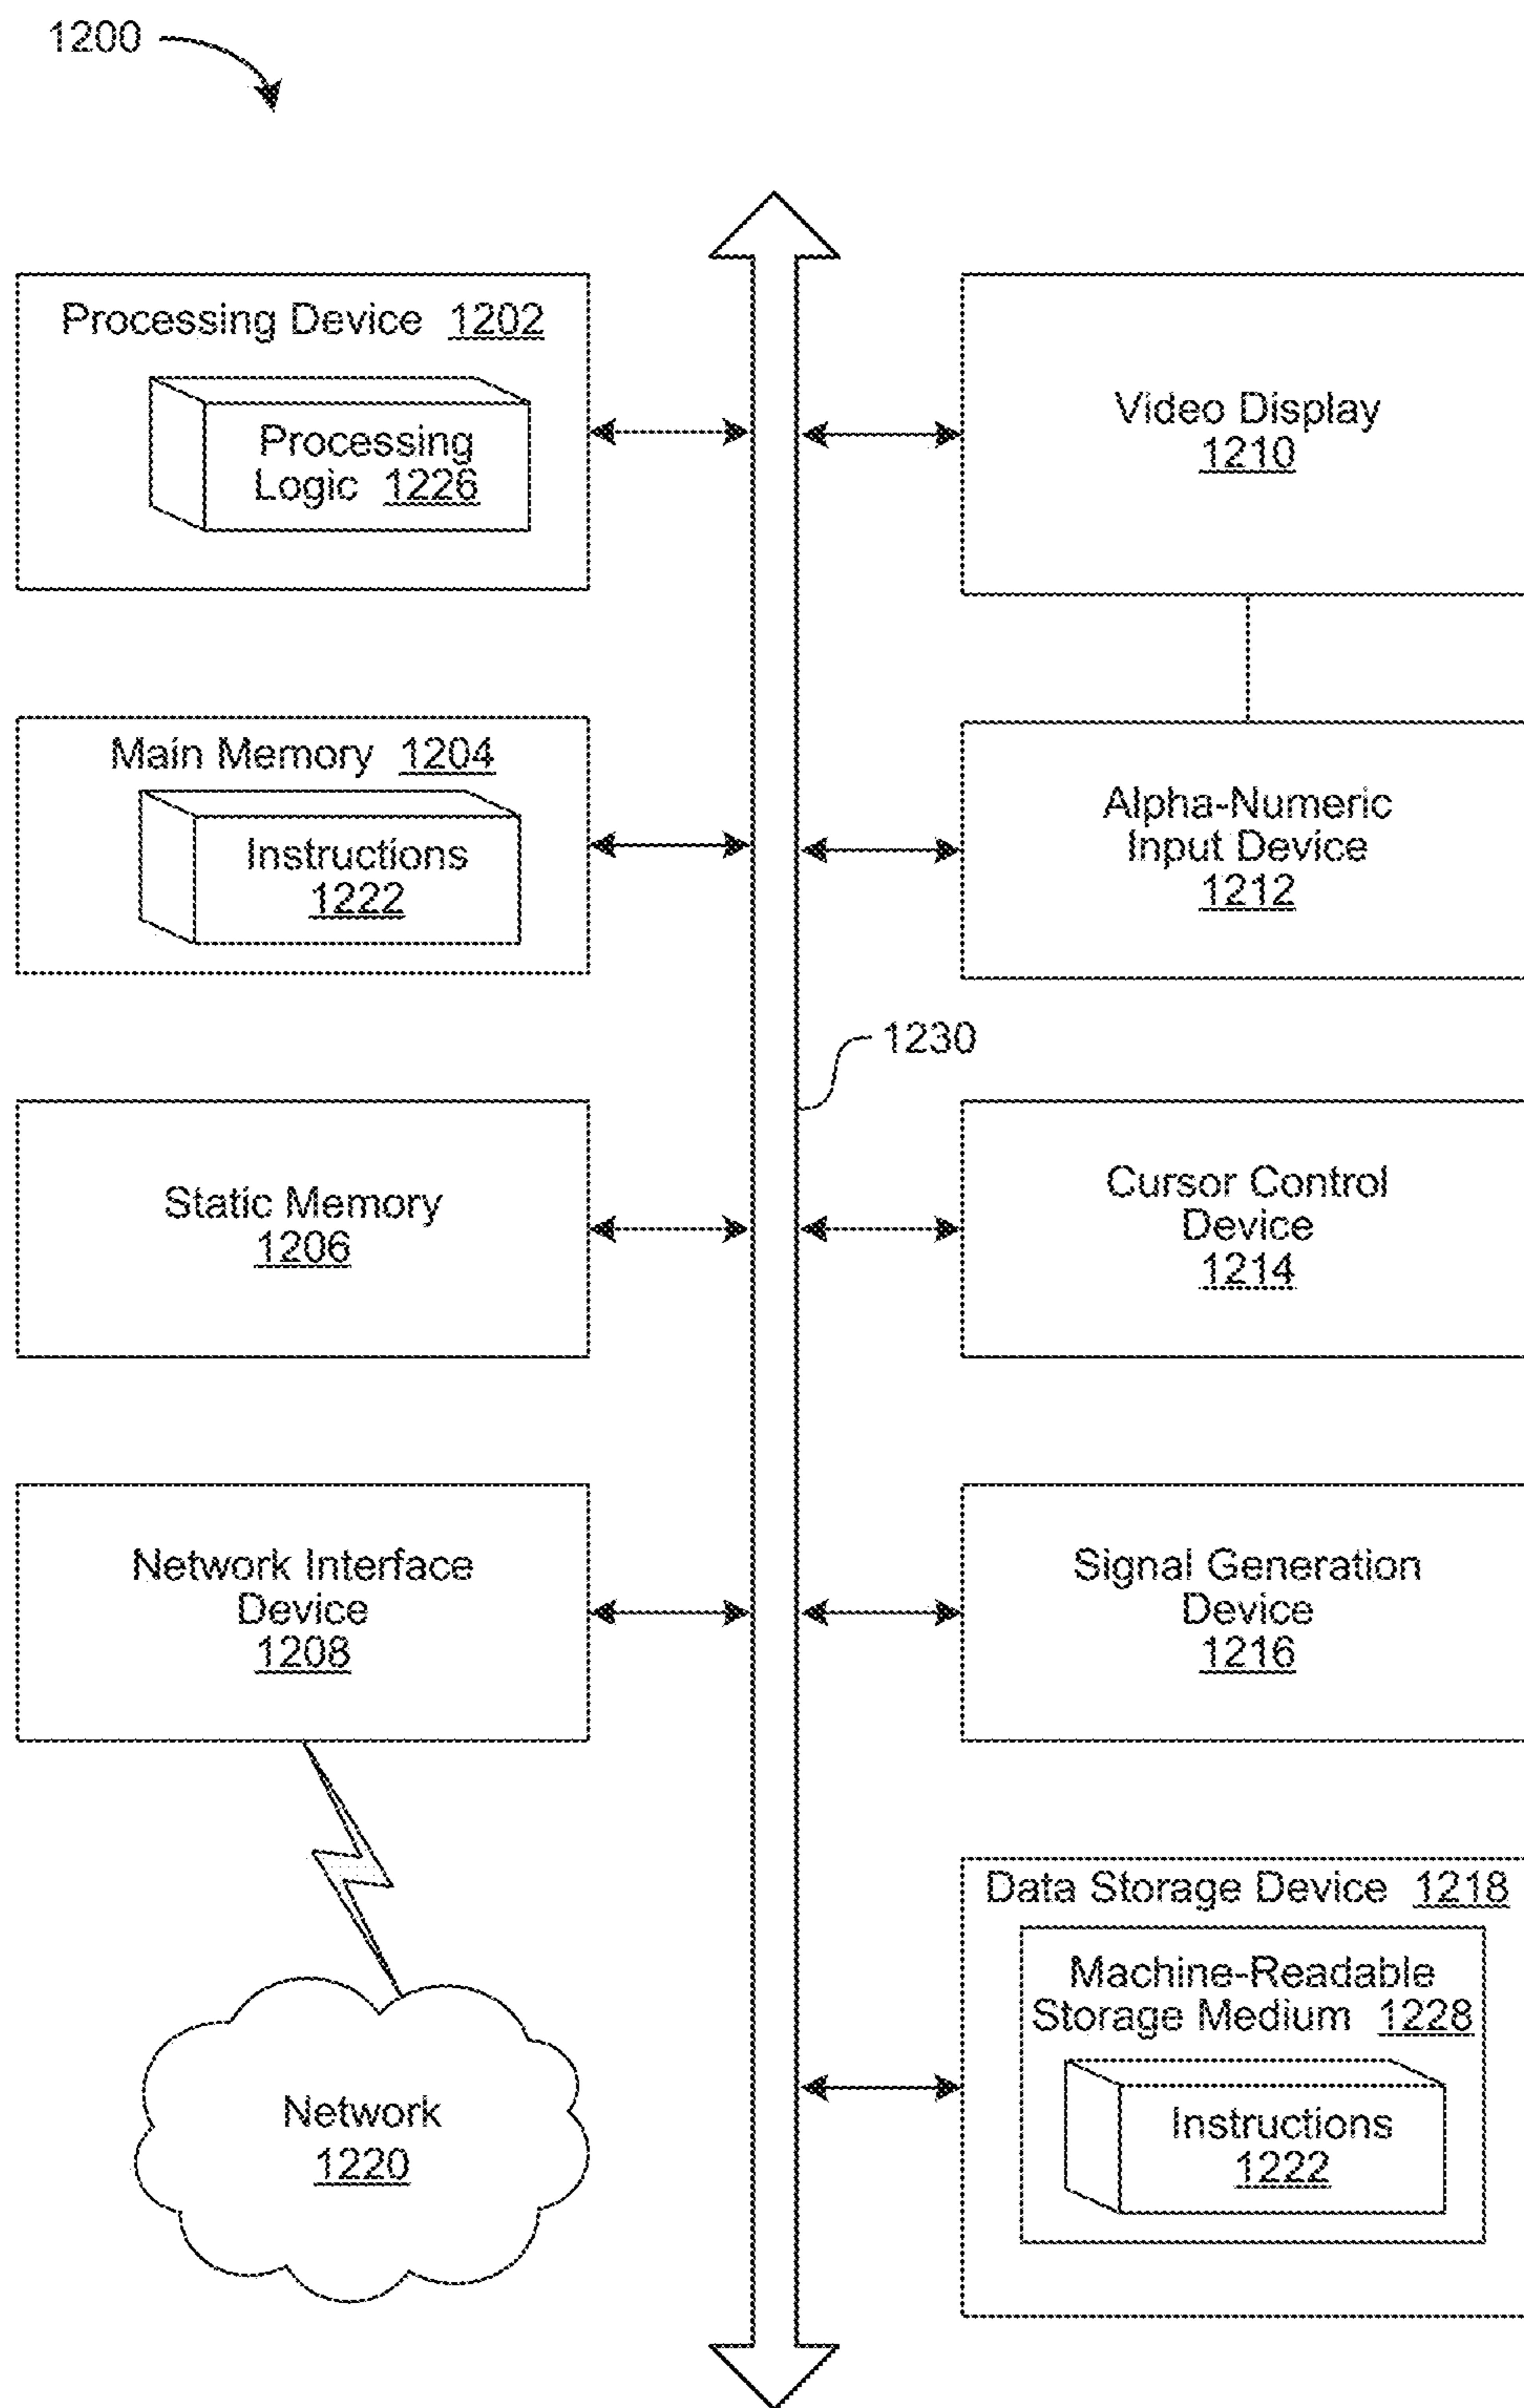 1200
Processing Device 1202
Processing
Logic 1226
Main Memory 1204
Instructions
1222
Static Memory
1206
Network Interface
Device
1208
Network
1220
1230
Video Display
1210
Alpha-Numeric
Input Device
1212
Cursor Control
Device
1214
Signal Generation
Device
1216
Data Storage Device 1218
Machine-Readable
Storage Medium 1228
Instructions
1222